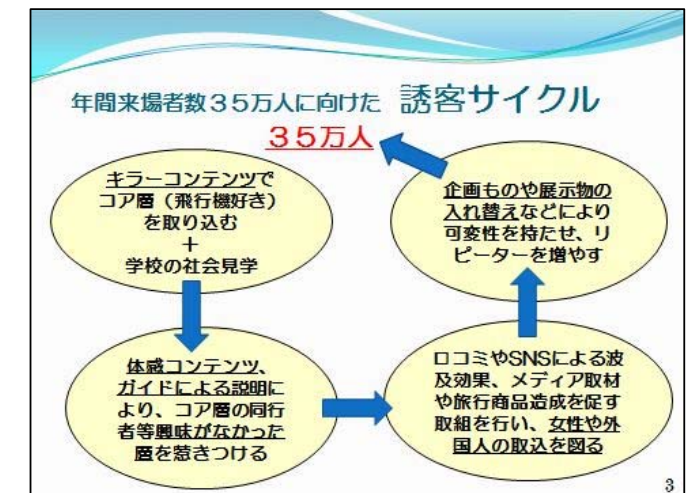 年間来場者数35万人に向けた 誘客サイクル
35万人
キラーコンテンツで
コア層（飛行機好き）
を取り込む
＋
学校の社会見学
体感コンテンツ、
ガイドによる説明に
より、コア層の同行
者等興味がなかった
層を惹きつける
口コミやSNSによる波
及効果、メディア取材
や旅行商品造成を促す
取組を行い、女性や外
国人の取込を図る
企画ものや展示物の
入れ替えなどにより
可変性を持たせ、リ
ピーターを増やす
3